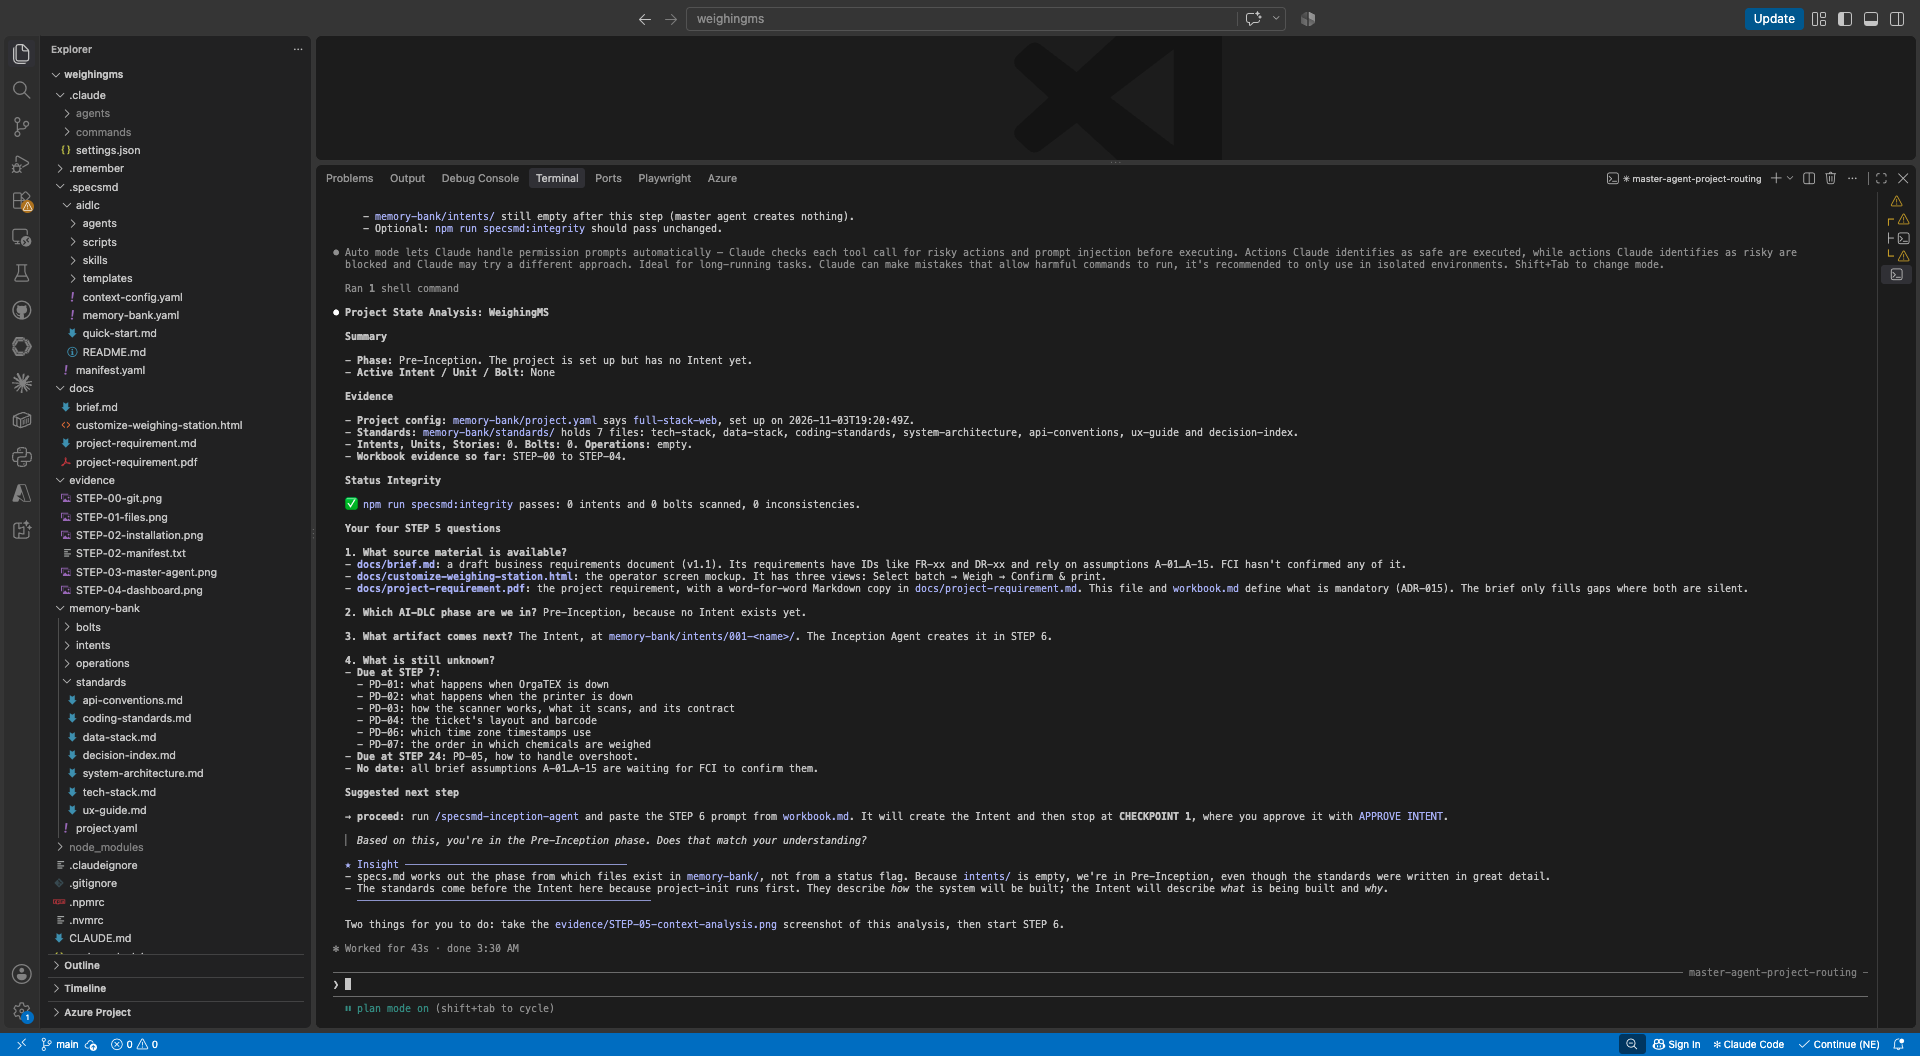 weighingms
Update
Explorer
weighingms
.claude
agents
commands
settings.json
.remember
.specsmd
aidlc
agents
scripts
skills
templates
context-config.yaml
memory-bank.yaml
quick-start.md
README.md
manifest.yaml
docs
brief.md
customize-weighing-station.html
project-requirement.md
project-requirement.pdf
evidence
STEP-00-git.png
STEP-01-files.png
STEP-02-installation.png
STEP-02-manifest.txt
STEP-03-master-agent.png
STEP-04-dashboard.png
memory-bank
bolts
intents
operations
standards
api-conventions.md
coding-standards.md
data-stack.md
decision-index.md
system-architecture.md
tech-stack.md
ux-guide.md
project.yaml
node_modules
.claudeignore
.gitignore
.npmrc
.nvmrc
CLAUDE.md
Outline
Timeline
Azure Project
Problems Output Debug Console Terminal Ports Playwright Azure
✳ master-agent-project-routing
– memory-bank/intents/ still empty after this step (master agent creates nothing).
– Optional: npm run specsmd:integrity should pass unchanged.
● Auto mode lets Claude handle permission prompts automatically — Claude checks each tool call for risky actions and prompt injection before executing. Actions Claude identifies as safe are executed, while actions Claude identifies as risky are
blocked and Claude may try a different approach. Ideal for long-running tasks. Claude can make mistakes that allow harmful commands to run, it's recommended to only use in isolated environments. Shift+Tab to change mode.
Ran 1 shell command
● Project State Analysis: WeighingMS
Summary
– Phase: Pre-Inception. The project is set up but has no Intent yet.
– Active Intent / Unit / Bolt: None
Evidence
– Project config: memory-bank/project.yaml says full-stack-web, set up on 2026-11-03T19:20:49Z.
– Standards: memory-bank/standards/ holds 7 files: tech-stack, data-stack, coding-standards, system-architecture, api-conventions, ux-guide and decision-index.
– Intents, Units, Stories: 0. Bolts: 0. Operations: empty.
– Workbook evidence so far: STEP-00 to STEP-04.
Status Integrity
✅ npm run specsmd:integrity passes: 0 intents and 0 bolts scanned, 0 inconsistencies.
Your four STEP 5 questions
1. What source material is available?
– docs/brief.md: a draft business requirements document (v1.1). Its requirements have IDs like FR-xx and DR-xx and rely on assumptions A-01…A-15. FCI hasn't confirmed any of it.
– docs/customize-weighing-station.html: the operator screen mockup. It has three views: Select batch → Weigh → Confirm & print.
– docs/project-requirement.pdf: the project requirement, with a word-for-word Markdown copy in docs/project-requirement.md. This file and workbook.md define what is mandatory (ADR-015). The brief only fills gaps where both are silent.
2. Which AI-DLC phase are we in? Pre-Inception, because no Intent exists yet.
3. What artifact comes next? The Intent, at memory-bank/intents/001-<name>/. The Inception Agent creates it in STEP 6.
4. What is still unknown?
– Due at STEP 7:
– PD-01: what happens when OrgaTEX is down
– PD-02: what happens when the printer is down
– PD-03: how the scanner works, what it scans, and its contract
– PD-04: the ticket's layout and barcode
– PD-06: which time zone timestamps use
– PD-07: the order in which chemicals are weighed
– Due at STEP 24: PD-05, how to handle overshoot.
– No date: all brief assumptions A-01…A-15 are waiting for FCI to confirm them.
Suggested next step
→ proceed: run /specsmd-inception-agent and paste the STEP 6 prompt from workbook.md. It will create the Intent and then stop at CHECKPOINT 1, where you approve it with APPROVE INTENT.
Based on this, you're in the Pre-Inception phase. Does that match your understanding?
★ Insight
– specs.md works out the phase from which files exist in memory-bank/, not from a status flag. Because intents/ is empty, we're in Pre-Inception, even though the standards were written in great detail.
– The standards come before the Intent here because project-init runs first. They describe how the system will be built; the Intent will describe what is being built and why.
Two things for you to do: take the evidence/STEP-05-context-analysis.png screenshot of this analysis, then start STEP 6.
✻ Worked for 43s · done 3:30 AM
master-agent-project-routing
❯
plan mode on (shift+tab to cycle)
1
main 0 0
Sign In Claude Code Continue (NE)